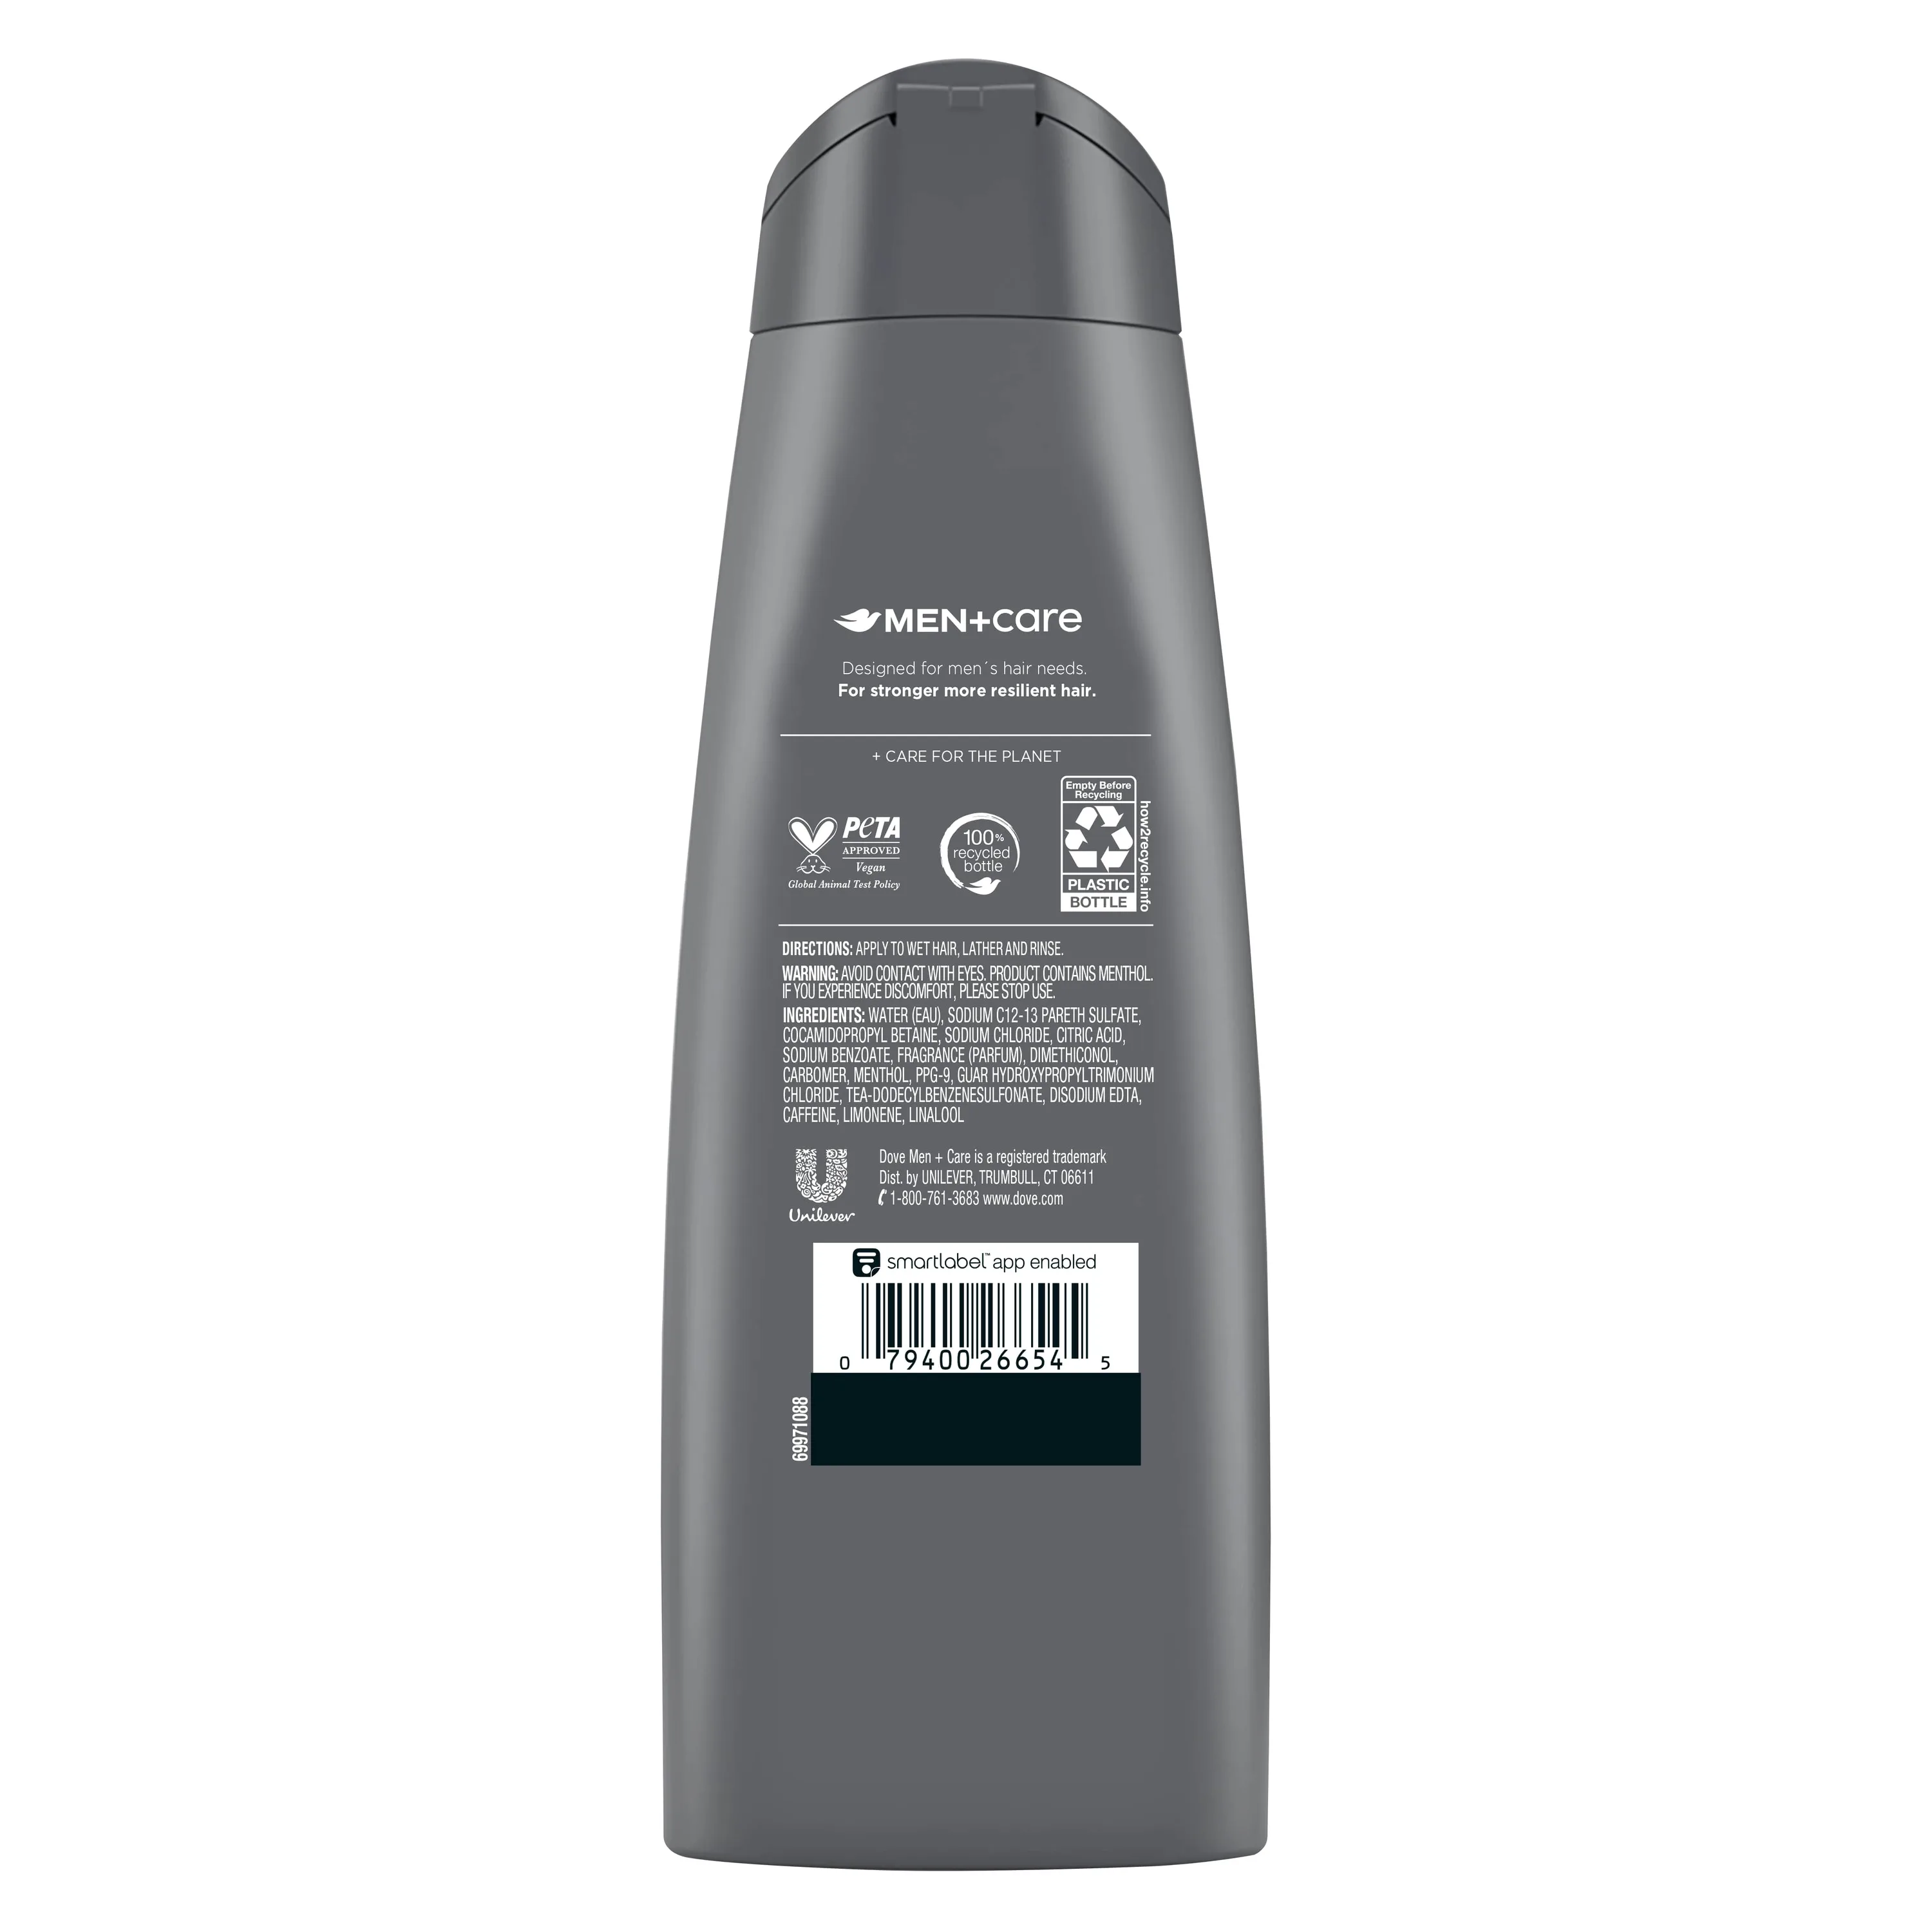 MEN+care
Designed for men´s hair needs.
For stronger more resilient hair.
+ CARE FOR THE PLANET
PETA
APPROVED
Vegan
Global Animal Test Policy
100%
recycled
bottle
Empty Before
Recycling
PLASTIC
BOTTLE
how2recycle.info
DIRECTIONS: APPLY TO WET HAIR, LATHER AND RINSE.
WARNING: AVOID CONTACT WITH EYES. PRODUCT CONTAINS MENTHOL.
IF YOU EXPERIENCE DISCOMFORT, PLEASE STOP USE.
INGREDIENTS: WATER (EAU), SODIUM C12-13 PARETH SULFATE,
COCAMIDOPROPYL BETAINE, SODIUM CHLORIDE, CITRIC ACID,
SODIUM BENZOATE, FRAGRANCE (PARFUM), DIMETHICONOL,
CARBOMER, MENTHOL, PPG-9, GUAR HYDROXYPROPYLTRIMONIUM
CHLORIDE, TEA-DODECYLBENZENESULFONATE, DISODIUM EDTA,
CAFFEINE, LIMONENE, LINALOOL
Unilever
Dove Men + Care is a registered trademark
Dist. by UNILEVER, TRUMBULL, CT 06611
1-800-761-3683 www.dove.com
smartlabel™ app enabled
0 79400 26654 5
69971088